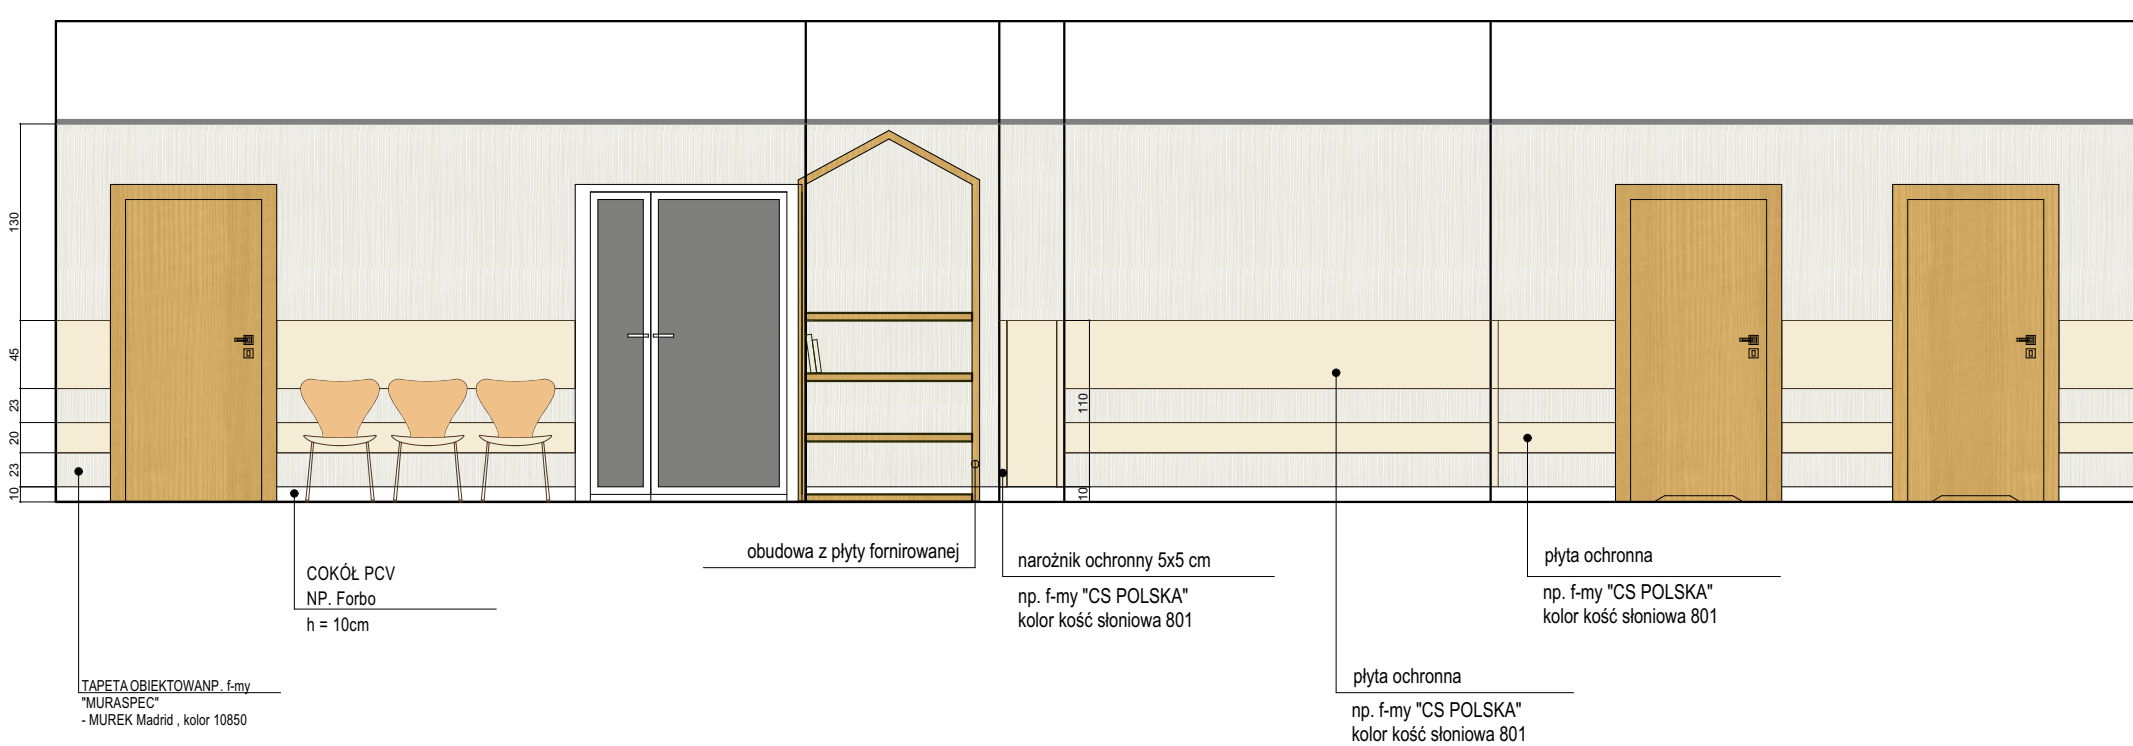 130
45
23
20
23
10
110
10
COKÓŁ PCV
NP. Forbo
h = 10cm
TAPETA OBIEKTOWANP. f-my
"MURASPEC"
- MUREK Madrid , kolor 10850
obudowa z płyty fornirowanej
narożnik ochronny 5x5 cm
np. f-my "CS POLSKA"
kolor kość słoniowa 801
płyta ochronna
np. f-my "CS POLSKA"
kolor kość słoniowa 801
płyta ochronna
np. f-my "CS POLSKA"
kolor kość słoniowa 801